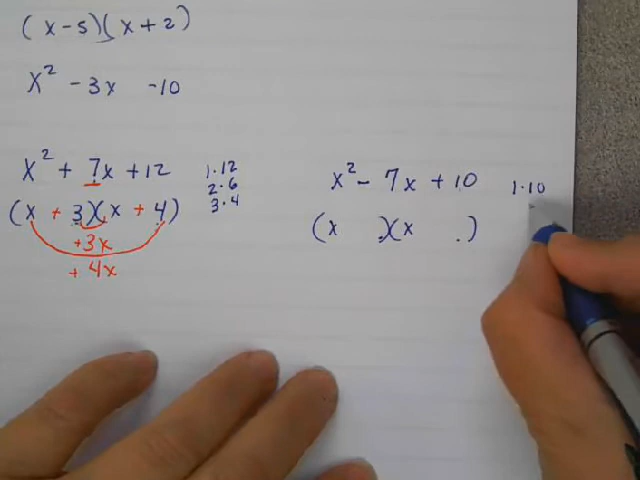 (x-5)(x+2)
x² - 3x -10
x² + 7x + 12
1·12
2·6
3·4
(x + 3)(x + 4)
+3x
+4x
x² - 7x + 10
1·10
(x )(x )